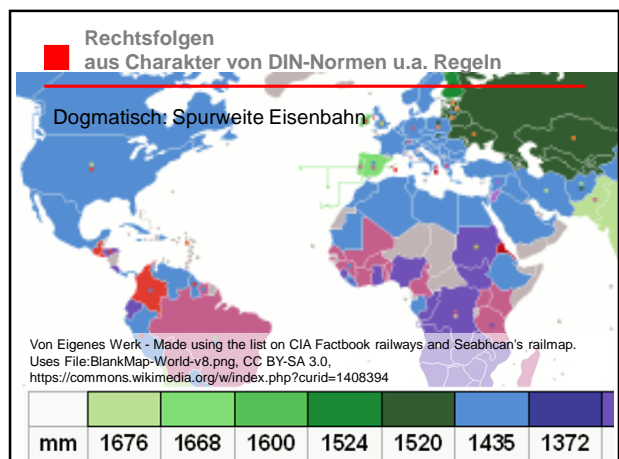 Rechtsfolgen
aus Charakter von DIN-Normen u.a. Regeln
Dogmatisch: Spurweite Eisenbahn
Von Eigenes Werk - Made using the list on CIA Factbook railways and Seabhcan's railmap.
Uses File:BlankMap-World-v8.png, CC BY-SA 3.0,
https://commons.wikimedia.org/w/index.php?curid=1408394
mm 1676 1668 1600 1524 1520 1435 1372